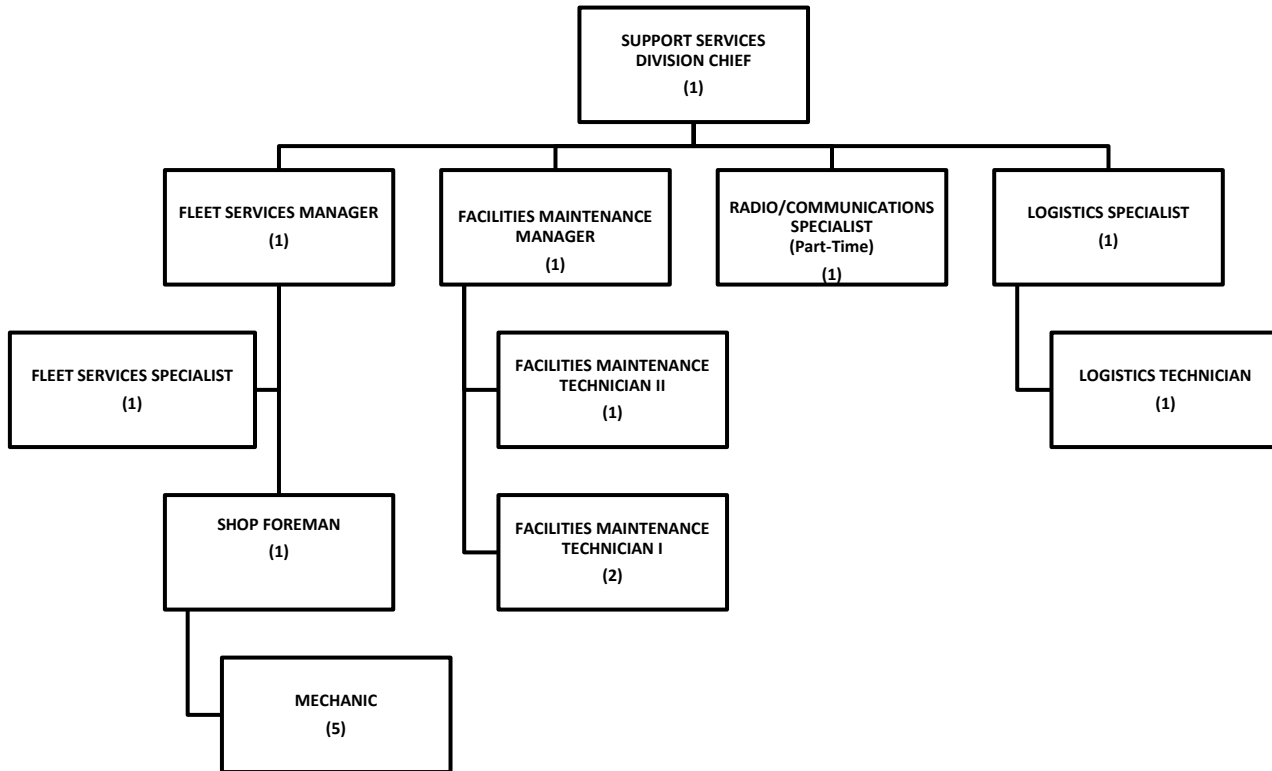 SUPPORT SERVICES
DIVISION CHIEF
(1)
FLEET SERVICES MANAGER
(1)
FACILITIES MAINTENANCE
MANAGER
(1)
RADIO/COMMUNICATIONS
SPECIALIST
(Part-Time)
(1)
LOGISTICS SPECIALIST
(1)
FLEET SERVICES SPECIALIST
(1)
FACILITIES MAINTENANCE
TECHNICIAN II
(1)
LOGISTICS TECHNICIAN
(1)
SHOP FOREMAN
(1)
FACILITIES MAINTENANCE
TECHNICIAN I
(2)
MECHANIC
(5)